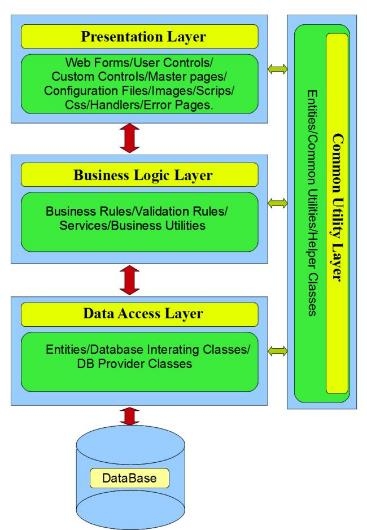 Presentation Layer
Web Forms/User Controls/
Custom Controls/Master pages/
Configuration Files/Images/Scrips/
Css/Handlers/Error Pages.
Business Logic Layer
Business Rules/Validation Rules/
Services/Business Utilities
Data Access Layer
Entities/Database Interating Classes/
DB Provider Classes
DataBase
Common Utility Layer
Entities/Common Utilities/Helper Classes